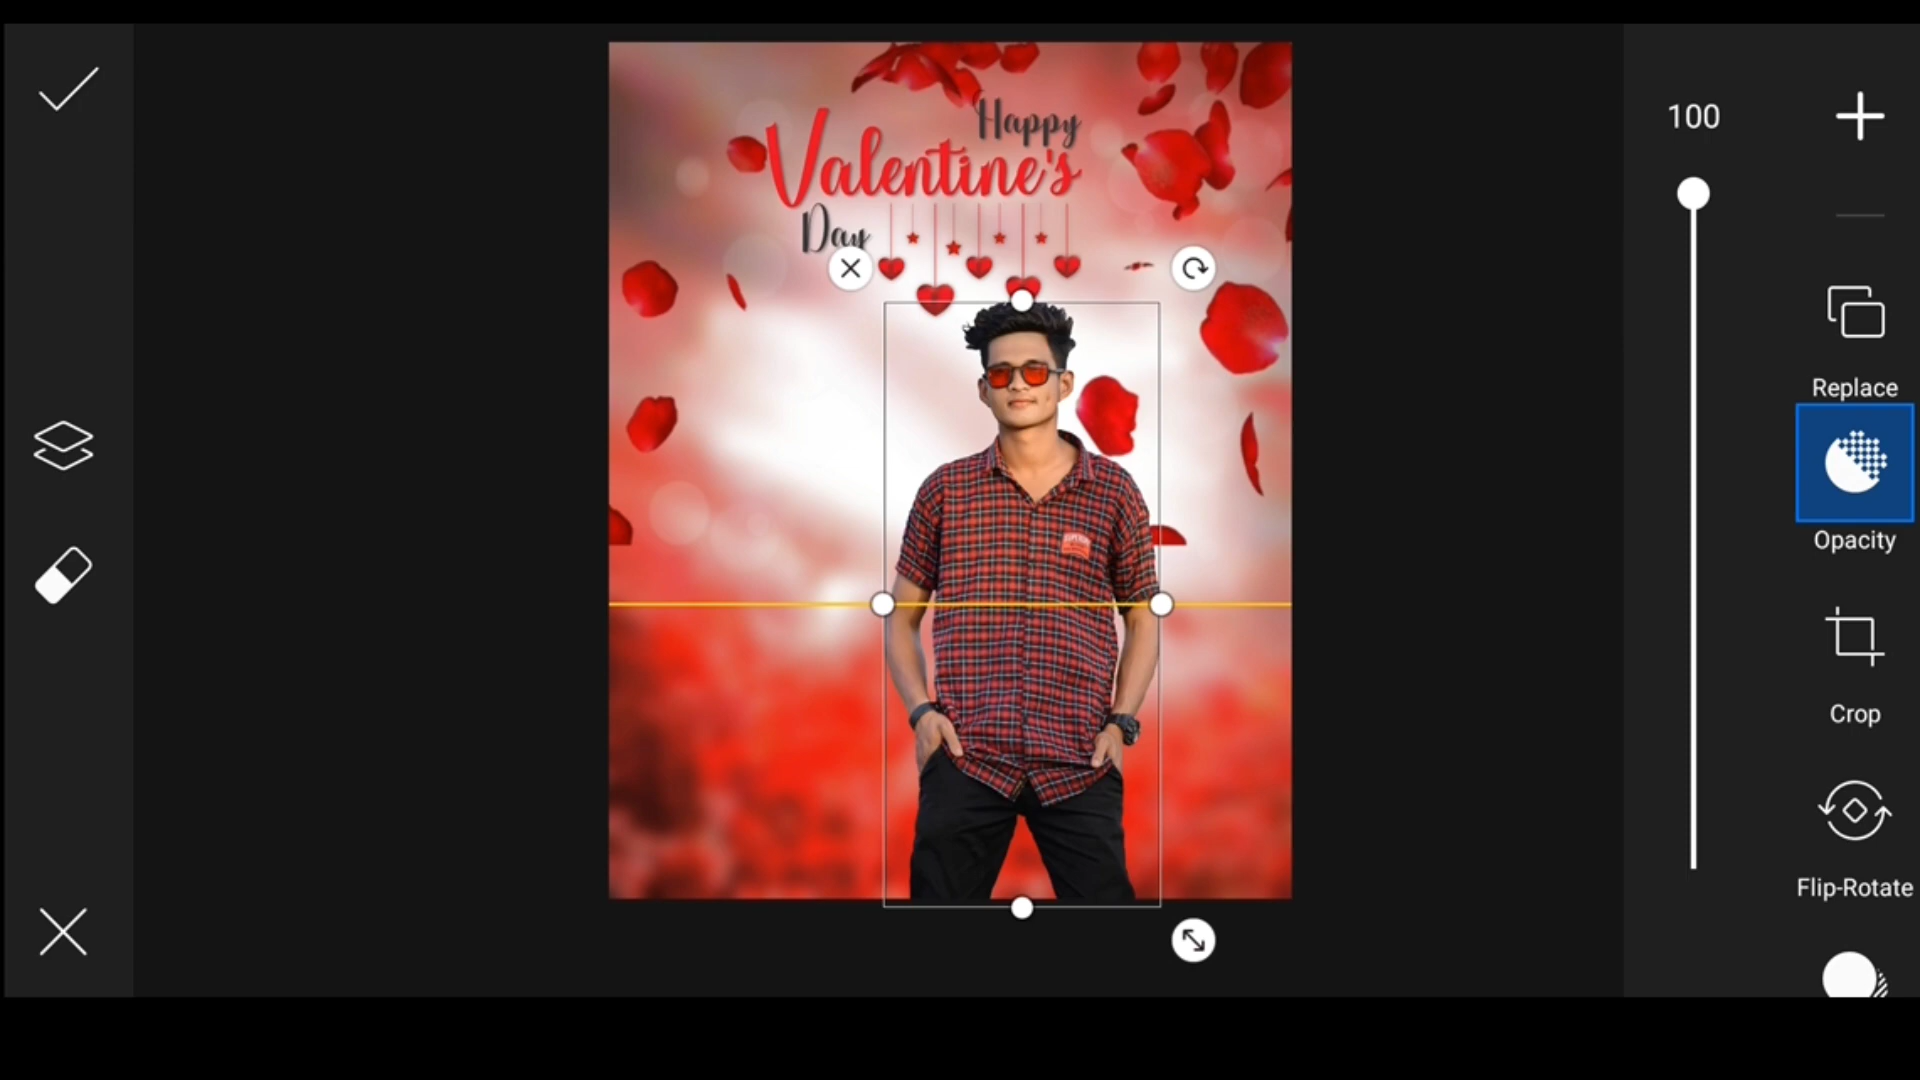 100
Happy
Valentine's
Day
Replace
Opacity
Crop
Flip-Rotate